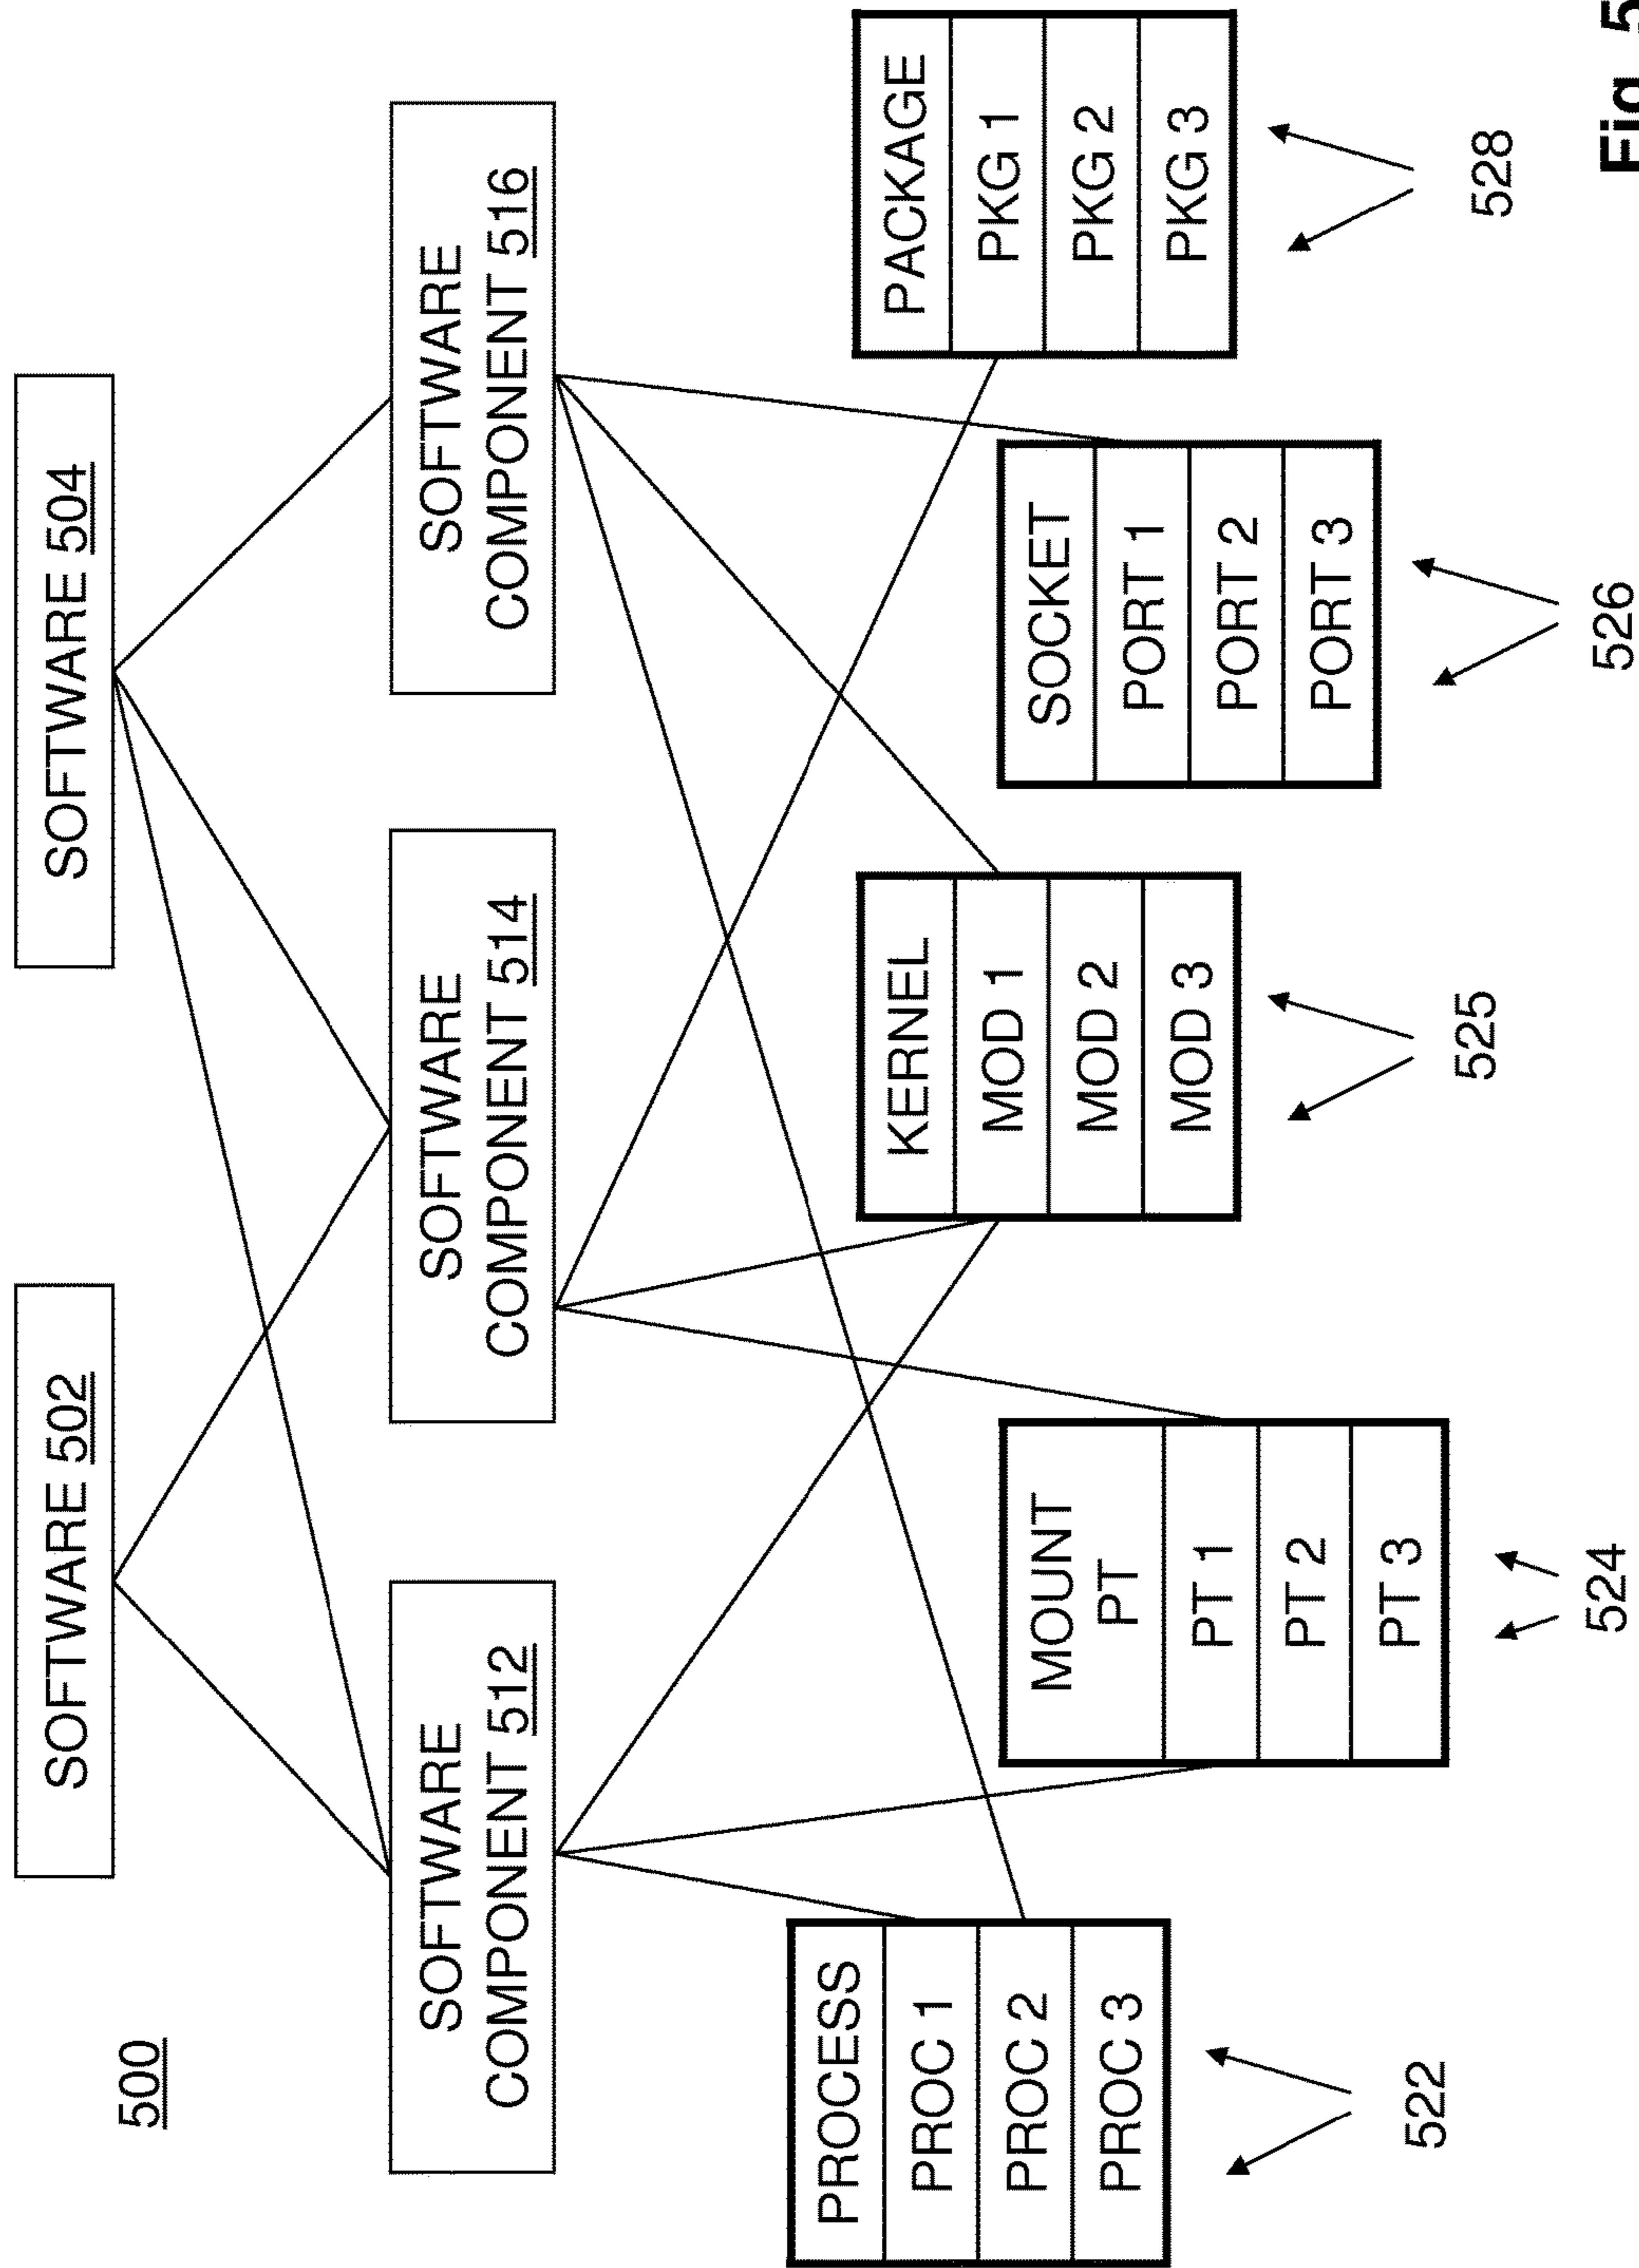 500
SOFTWARE 502
SOFTWARE 504
SOFTWARE
COMPONENT 512
SOFTWARE
COMPONENT 514
SOFTWARE
COMPONENT 516
PROCESS
PROC 1
PROC 2
PROC 3
522
MOUNT
PT
PT 1
PT 2
PT 3
524
KERNEL
MOD 1
MOD 2
MOD 3
525
SOCKET
PORT 1
PORT 2
PORT 3
526
PACKAGE
PKG 1
PKG 2
PKG 3
528
Fig. 5